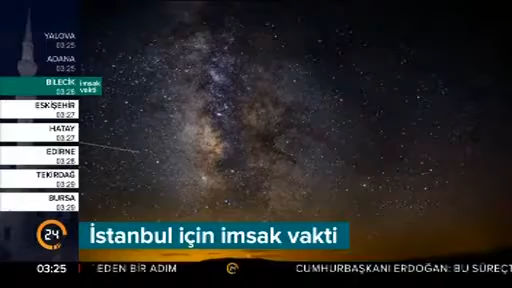 YALOVA
03:25
ADANA
03:25
BİLECİK
03:26
imsak
vakti
ESKİŞEHİR
03:27
HATAY
03:27
EDİRNE
03:28
TEKİRDAĞ
03:29
BURSA
03:29
24
İstanbul için imsak vakti
03:25
'EDEN BİR ADIM
CUMHURBAŞKANI ERDOĞAN: BU SÜREÇT